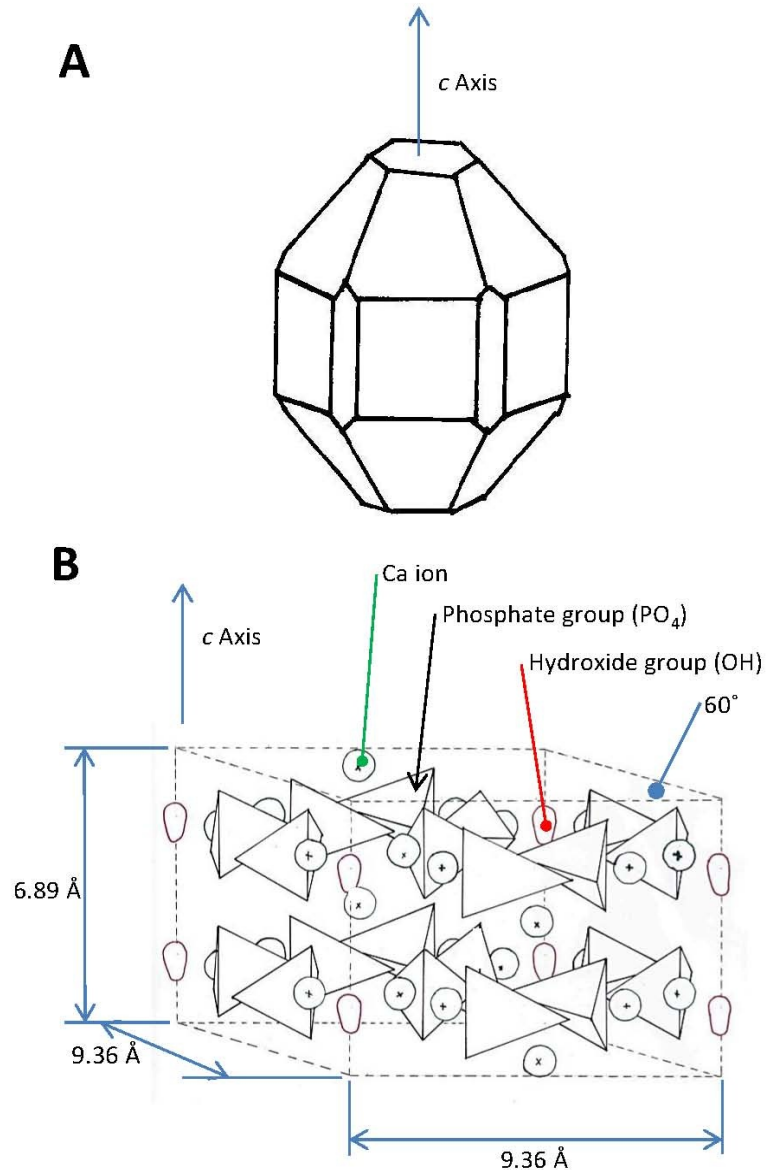 A
c Axis
B
Ca ion
Phosphate group (PO₄)
c Axis
Hydroxide group (OH)
60°
6.89 Å
9.36 Å
9.36 Å